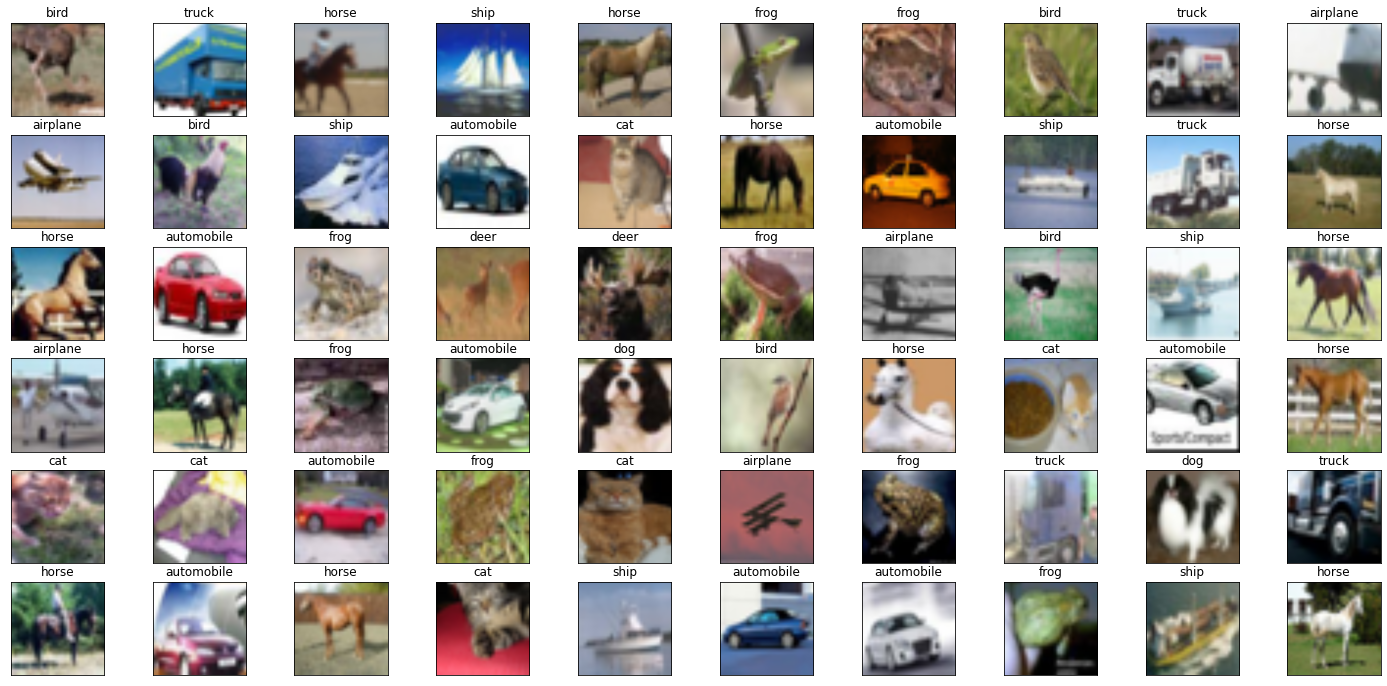 bird truck horse ship horse frog frog bird truck airplane
airplane bird ship automobile cat horse automobile ship truck horse
horse automobile frog deer deer frog airplane bird ship horse
airplane horse frog automobile dog bird horse cat automobile horse
Sports/Compact
cat cat automobile frog cat airplane frog truck dog truck
horse automobile horse cat ship automobile automobile frog ship horse